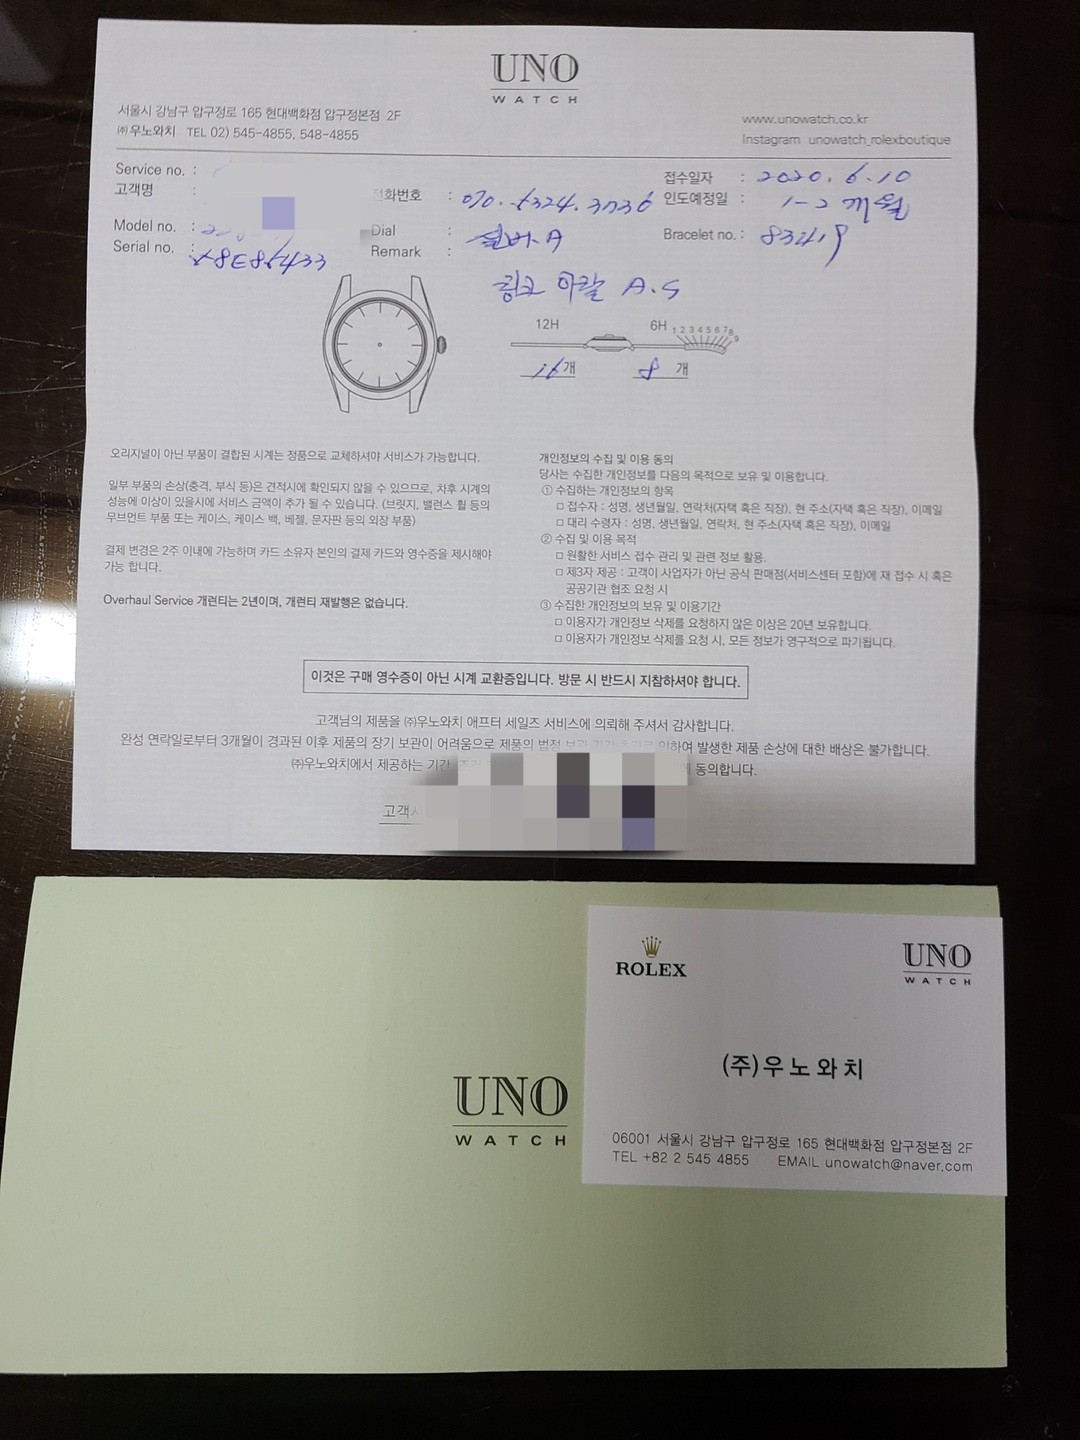 UNO
WATCH
서울시 강남구 압구정로 165 현대백화점 압구정본점 2F
㈜우노와치 TEL 02) 545-4855, 548-4855
www.unowatch.co.kr
Instagram unowatch_rolexboutique
Service no. :
고객명 :
전화번호 : 070.
접수일자 : 2020.6.10
인도예정일 : 1-2 개월
Model no. :
Dial : 실버-A
Bracelet no. : 83419
Serial no. :
Remark :
A.S
12H
6H 1 2 3 4 5 6 7 8 9
16 개
8 개
오리지널이 아닌 부품이 결합된 시계는 정품으로 교체하셔야 서비스가 가능합니다.
일부 부품의 손상(충격, 부식 등)은 견적시에 확인되지 않을 수 있으므로, 차후 시계의
성능에 이상이 있을시에 서비스 금액이 추가 될 수 있습니다. (브릿지, 밸런스 휠 등의
무브먼트 부품 또는 케이스, 케이스 백, 베젤, 문자판 등의 외장 부품)
결제 변경은 2주 이내에 가능하며 카드 소유자 본인의 결제 카드와 영수증을 제시해야
가능 합니다.
Overhaul Service 개런티는 2년이며, 개런티 재발행은 없습니다.
개인정보의 수집 및 이용 동의
당사는 수집한 개인정보를 다음의 목적으로 보유 및 이용합니다.
① 수집하는 개인정보의 항목
□ 접수자 : 성명, 생년월일, 연락처(자택 혹은 직장), 현 주소(자택 혹은 직장), 이메일
□ 대리 수령자 : 성명, 생년월일, 연락처, 현 주소(자택 혹은 직장), 이메일
② 수집 및 이용 목적
□ 원활한 서비스 접수 관리 및 관련 정보 활용.
□ 제3자 제공 : 고객이 사업자가 아닌 공식 판매점(서비스센터 포함)에 재 접수 시 혹은
공공기관 협조 요청 시
③ 수집한 개인정보의 보유 및 이용기간
□ 이용자가 개인정보 삭제를 요청하지 않은 이상은 20년 보유합니다.
□ 이용자가 개인정보 삭제를 요청 시, 모든 정보가 영구적으로 파기됩니다.
이것은 구매 영수증이 아닌 시계 교환증입니다. 방문 시 반드시 지참하셔야 합니다.
고객님의 제품을 ㈜우노와치 애프터 세일즈 서비스에 의뢰해 주셔서 감사합니다.
완성 연락일로부터 3개월이 경과된 이후 제품의 장기 보관이 어려움으로 제품의 법정 인하여 발생한 제품 손상에 대한 배상은 불가합니다.
㈜우노와치에서 제공하는 기간 동의합니다.
UNO
WATCH
ROLEX
UNO
WATCH
(주)우노와치
06001 서울시 강남구 압구정로 165 현대백화점 압구정본점 2F
TEL +82 2 545 4855 EMAIL unowatch@naver.com